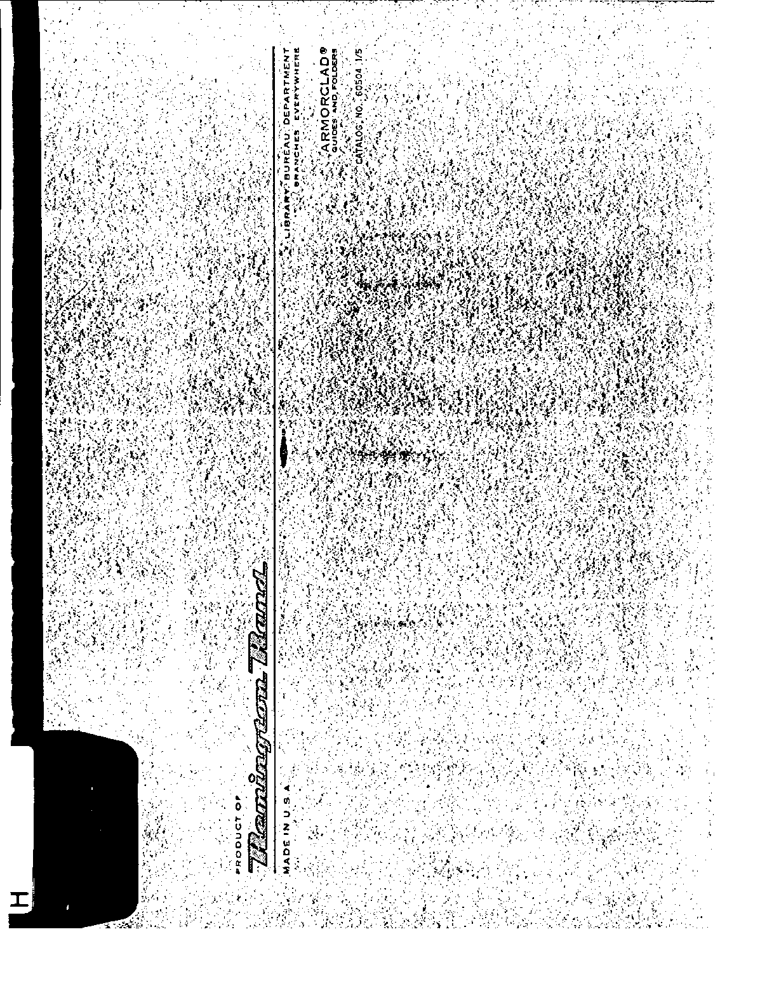 PRODUCT OF
Remington Rand
MADE IN U S A
LIBRARY BUREAU DEPARTMENT
BRANCHES EVERYWHERE
ARMORCLAD®
GUIDES AND FOLDERS
CATALOG NO. 60504 1/5
H